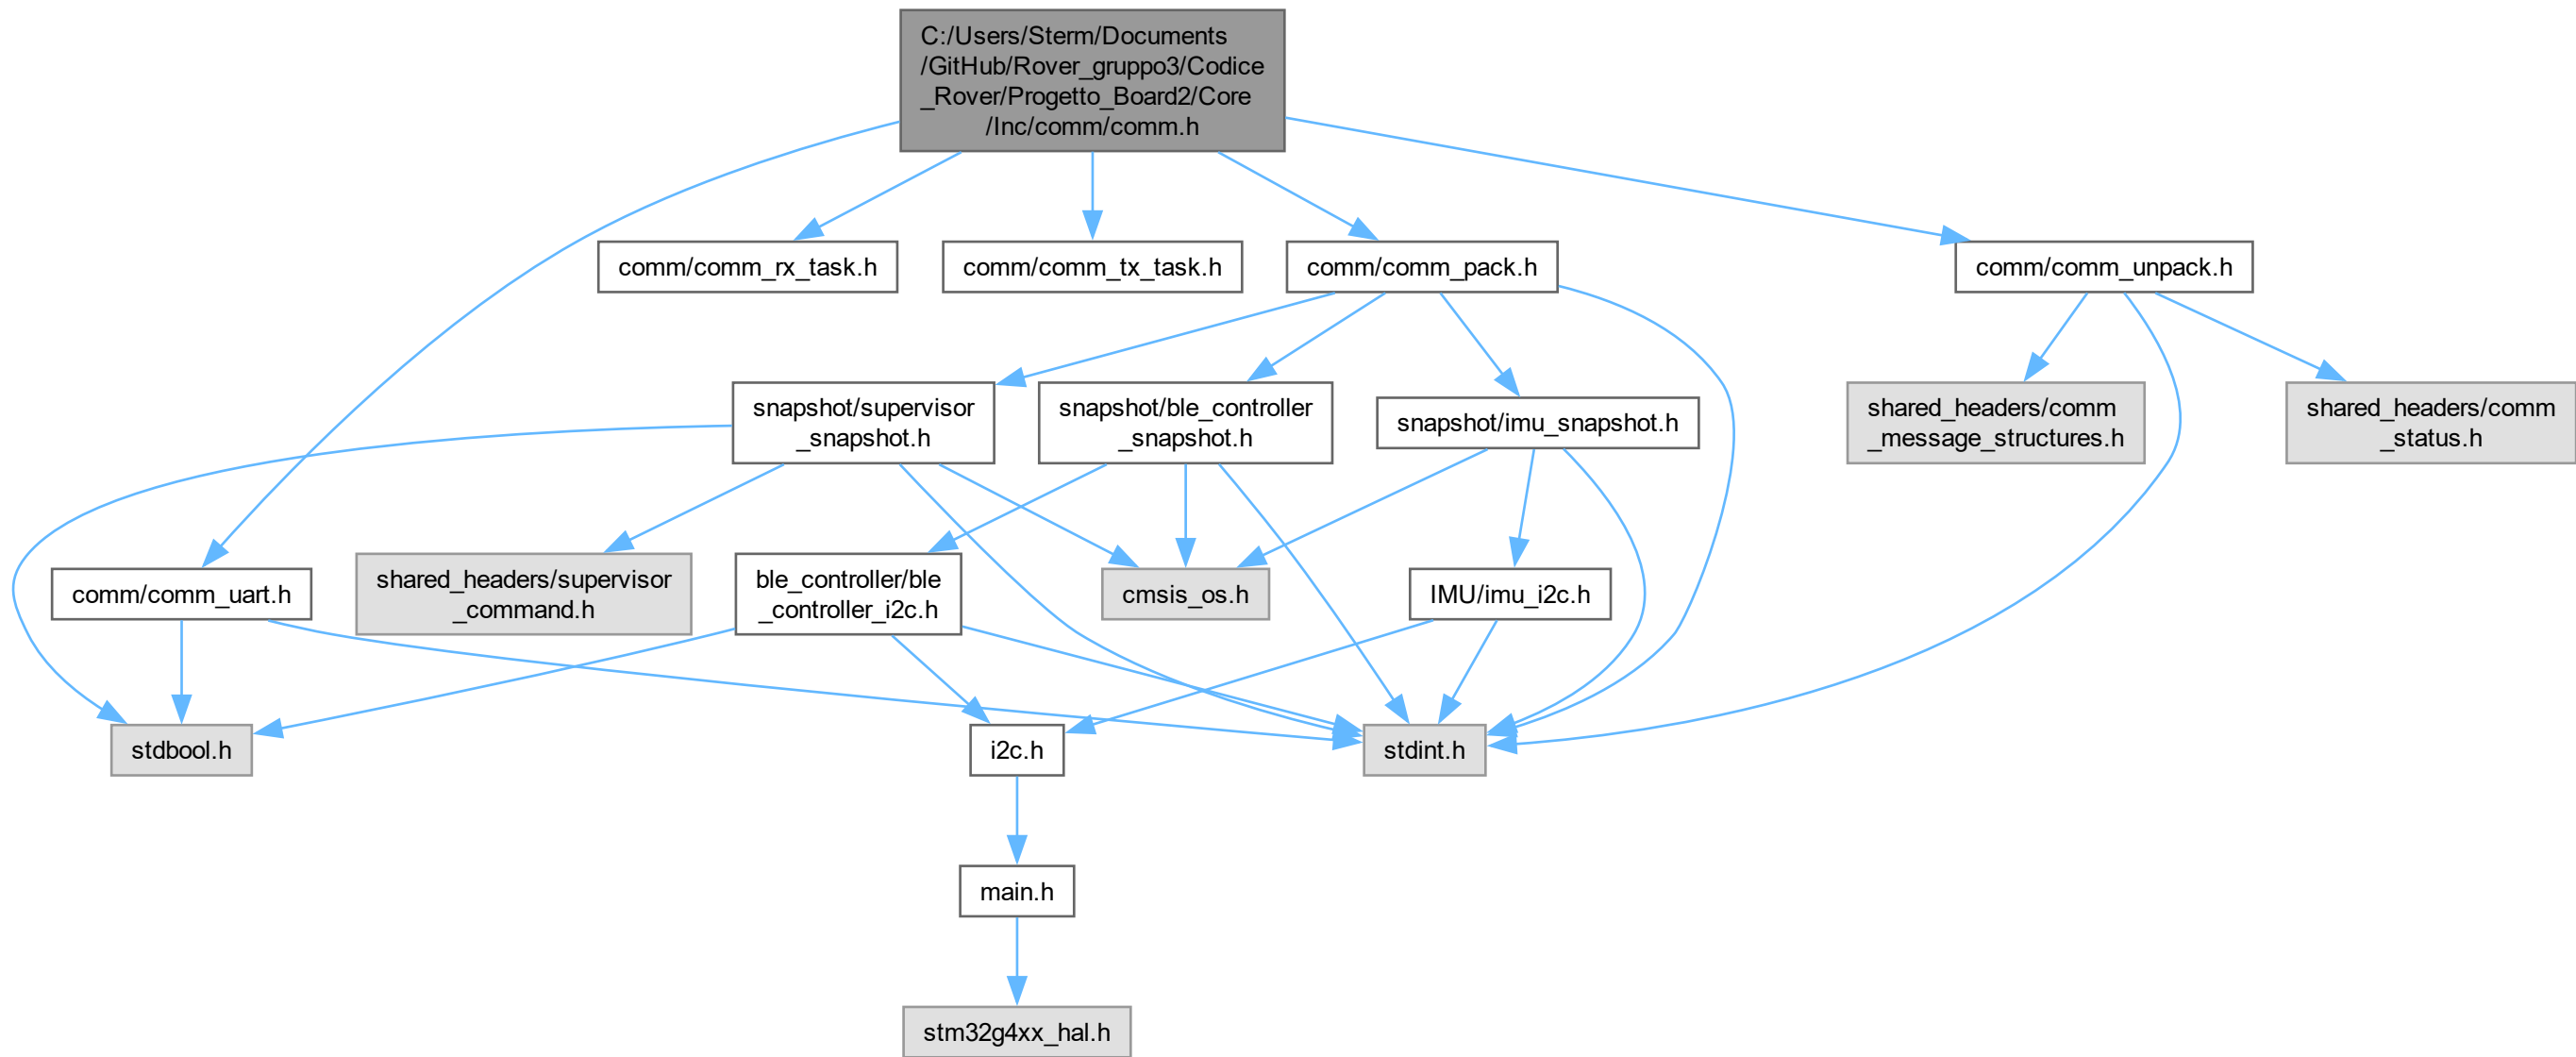 C:/Users/Sterm/Documents
/GitHub/Rover_gruppo3/Codice
_Rover/Progetto_Board2/Core
/Inc/comm/comm.h
comm/comm_rx_task.h
comm/comm_tx_task.h
comm/comm_pack.h
comm/comm_unpack.h
snapshot/supervisor
_snapshot.h
snapshot/ble_controller
_snapshot.h
snapshot/imu_snapshot.h
shared_headers/comm
_message_structures.h
shared_headers/comm
_status.h
comm/comm_uart.h
shared_headers/supervisor
_command.h
ble_controller/ble
_controller_i2c.h
cmsis_os.h
IMU/imu_i2c.h
stdbool.h
i2c.h
stdint.h
main.h
stm32g4xx_hal.h